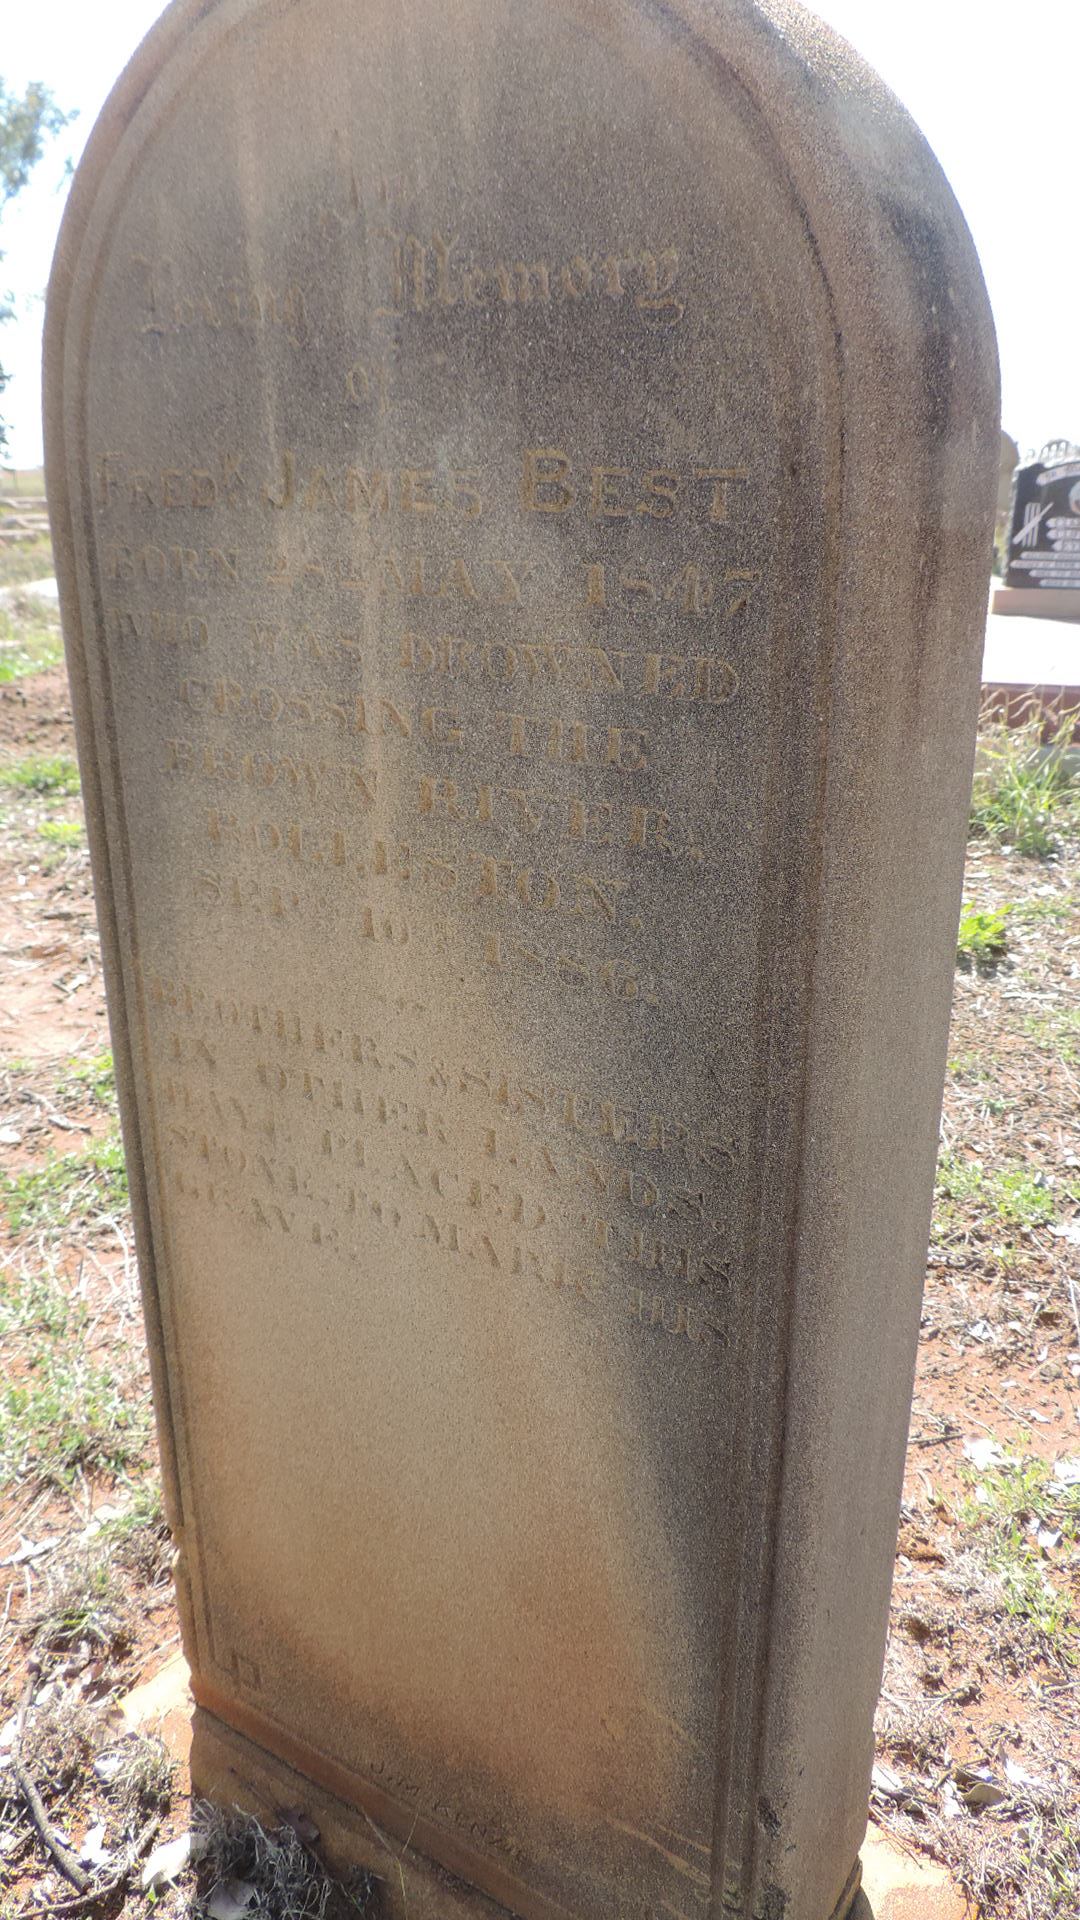 IN
Loving Memory
of
FREDK JAMES BEST
BORN MAY 1847
WHO WAS DROWNED
CROSSING THE
BROWN RIVER,
ROLLESTON,
SEPT 10TH 1886.
BROTHERS & SISTERS
IN OTHER LANDS,
HAVE PLACED THIS
STONE TO MARK HIS
GRAVE.